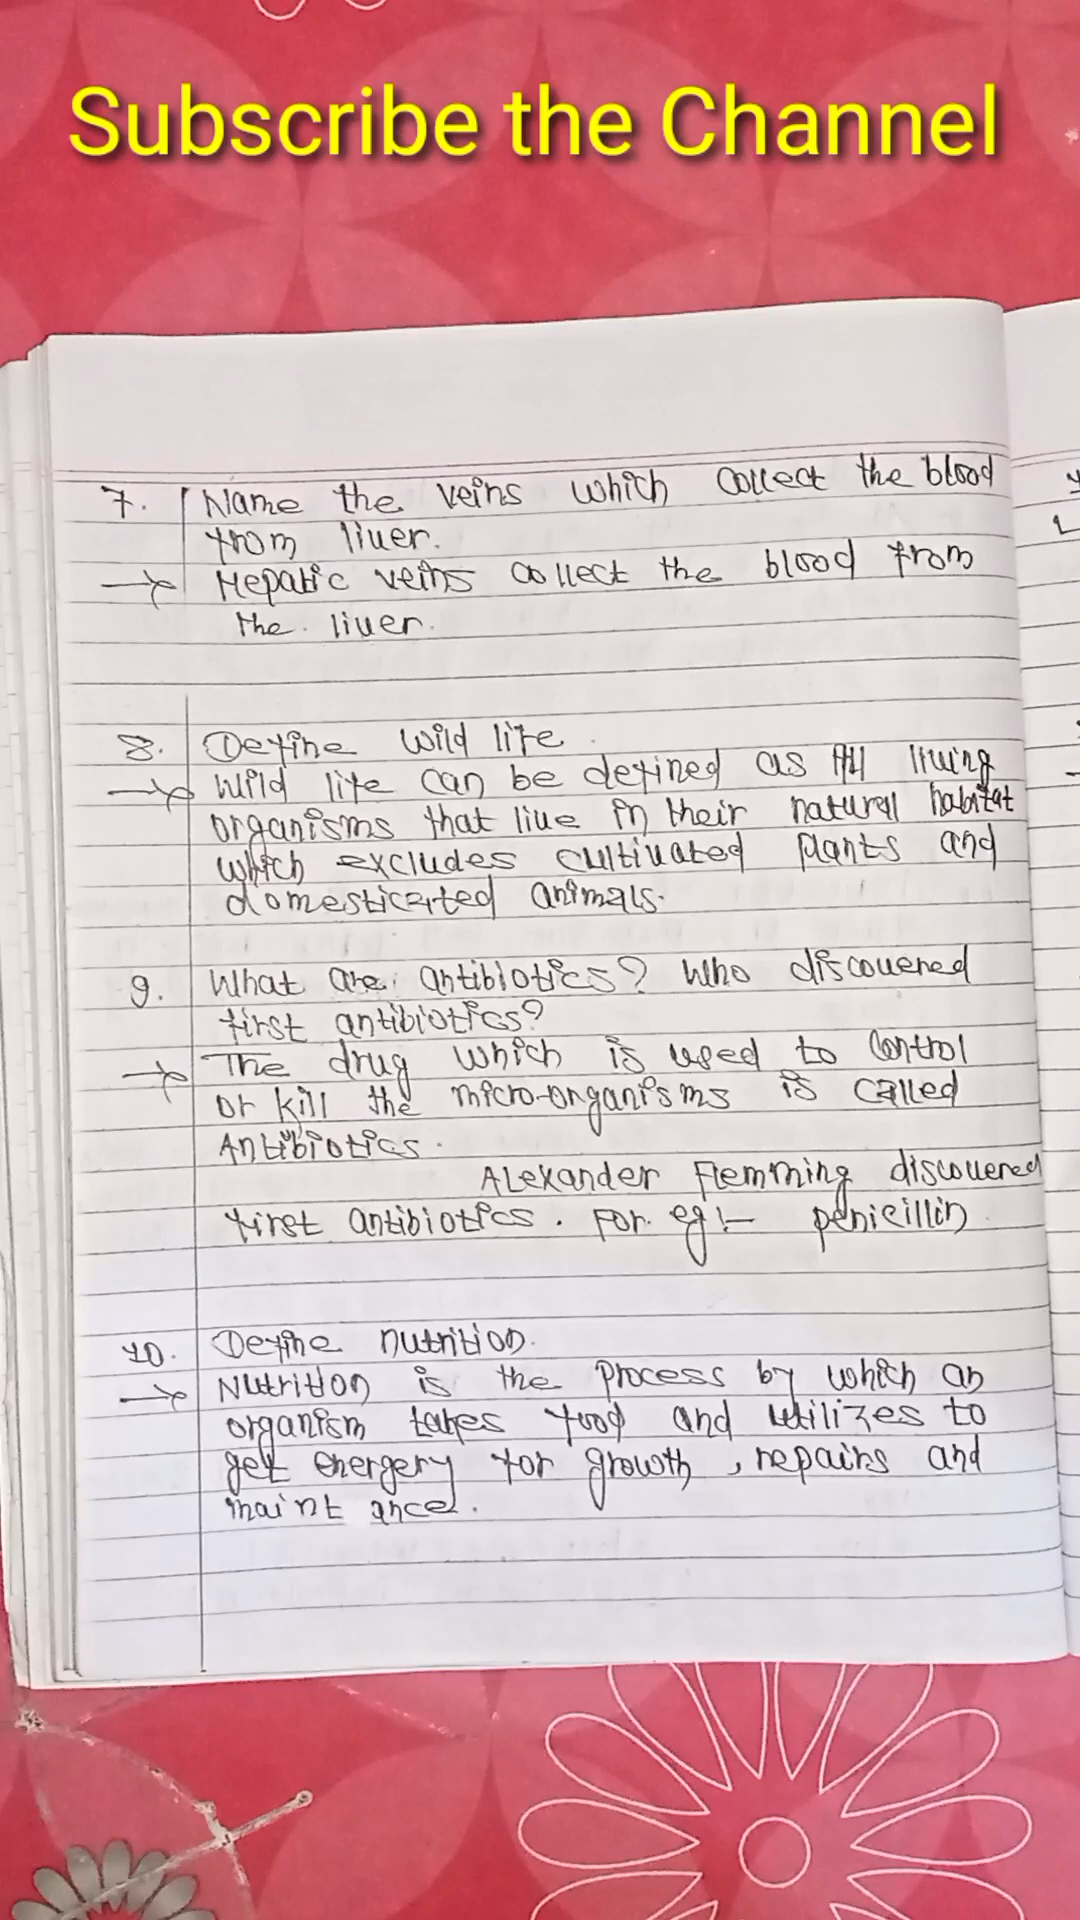 Subscribe the Channel
7. Name the veins which collect the blood
from liver.
→ Hepatic veins collect the blood from
the liver.
8. Define wild life.
→ Wild life can be defined as All living
organisms that live in their natural habitat
which excludes cultivated plants and
domesticated animals.
9. What are antibiotics? Who discovered
first antibiotics?
→ The drug which is used to control
or kill the micro-organisms is called
Antibiotics.
Alexander Flemming discovered
first antibiotics. For. eg:- penicillin
10. Define nutrition.
→ Nutrition is the process by which an
organism takes food and utilizes to
get energery for growth, repairs and
maint ance.